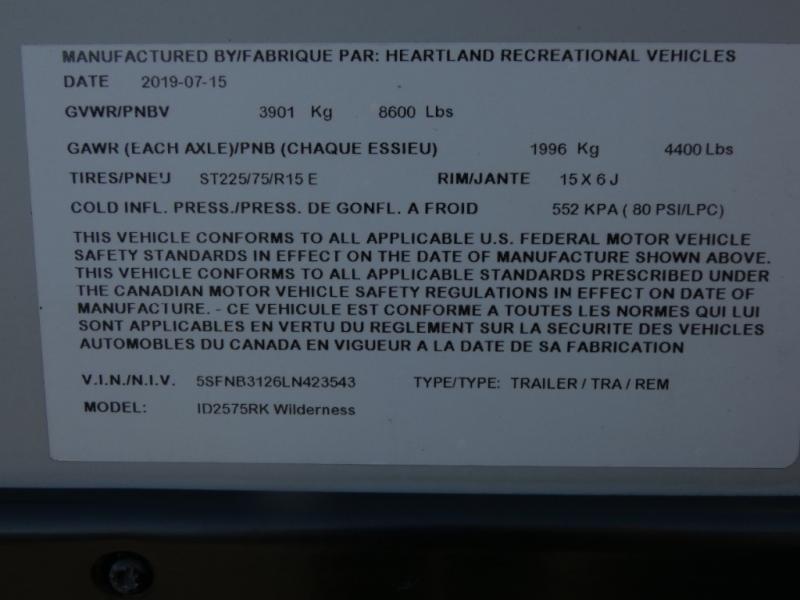 MANUFACTURED BY/FABRIQUE PAR: HEARTLAND RECREATIONAL VEHICLES
DATE 2019-07-15
GVWR/PNBV 3901 Kg 8600 Lbs
GAWR (EACH AXLE)/PNB (CHAQUE ESSIEU) 1996 Kg 4400 Lbs
TIRES/PNEU ST225/75/R15 E RIM/JANTE 15 X 6 J
COLD INFL. PRESS./PRESS. DE GONFL. A FROID 552 KPA ( 80 PSI/LPC)
THIS VEHICLE CONFORMS TO ALL APPLICABLE U.S. FEDERAL MOTOR VEHICLE
SAFETY STANDARDS IN EFFECT ON THE DATE OF MANUFACTURE SHOWN ABOVE.
THIS VEHICLE CONFORMS TO ALL APPLICABLE STANDARDS PRESCRIBED UNDER
THE CANADIAN MOTOR VEHICLE SAFETY REGULATIONS IN EFFECT ON DATE OF
MANUFACTURE. - CE VEHICULE EST CONFORME A TOUTES LES NORMES QUI LUI
SONT APPLICABLES EN VERTU DU REGLEMENT SUR LA SECURITE DES VEHICLES
AUTOMOBILES DU CANADA EN VIGUEUR A LA DATE DE SA FABRICATION
V.I.N./N.I.V. 5SFNB3126LN423543 TYPE/TYPE: TRAILER / TRA / REM
MODEL: ID2575RK Wilderness